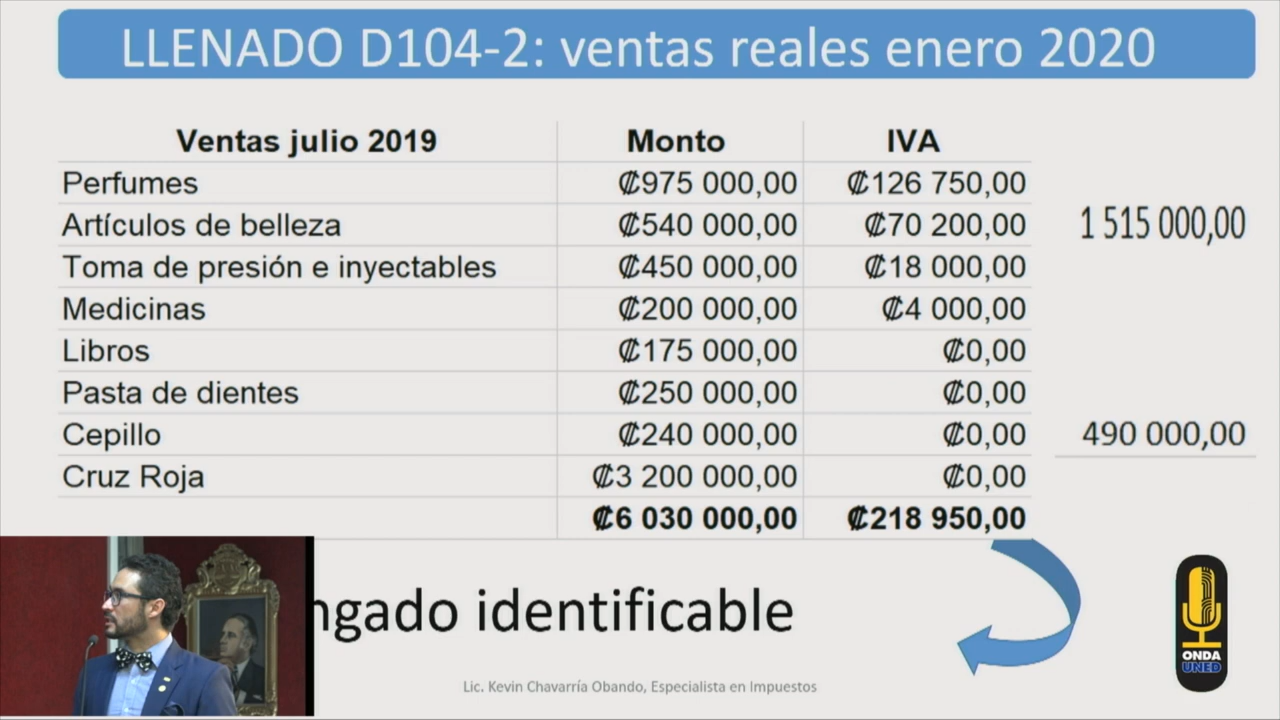 LLENADO D104-2: ventas reales enero 2020
Ventas julio 2019 Monto IVA
Perfumes ₡975 000,00 ₡126 750,00
Artículos de belleza ₡540 000,00 ₡70 200,00 1 515 000,00
Toma de presión e inyectables ₡450 000,00 ₡18 000,00
Medicinas ₡200 000,00 ₡4 000,00
Libros ₡175 000,00 ₡0,00
Pasta de dientes ₡250 000,00 ₡0,00
Cepillo ₡240 000,00 ₡0,00 490 000,00
Cruz Roja ₡3 200 000,00 ₡0,00
₡6 030 000,00 ₡218 950,00
ngado identificable
ONDA
UNED
Lic. Kevin Chavarría Obando, Especialista en Impuestos